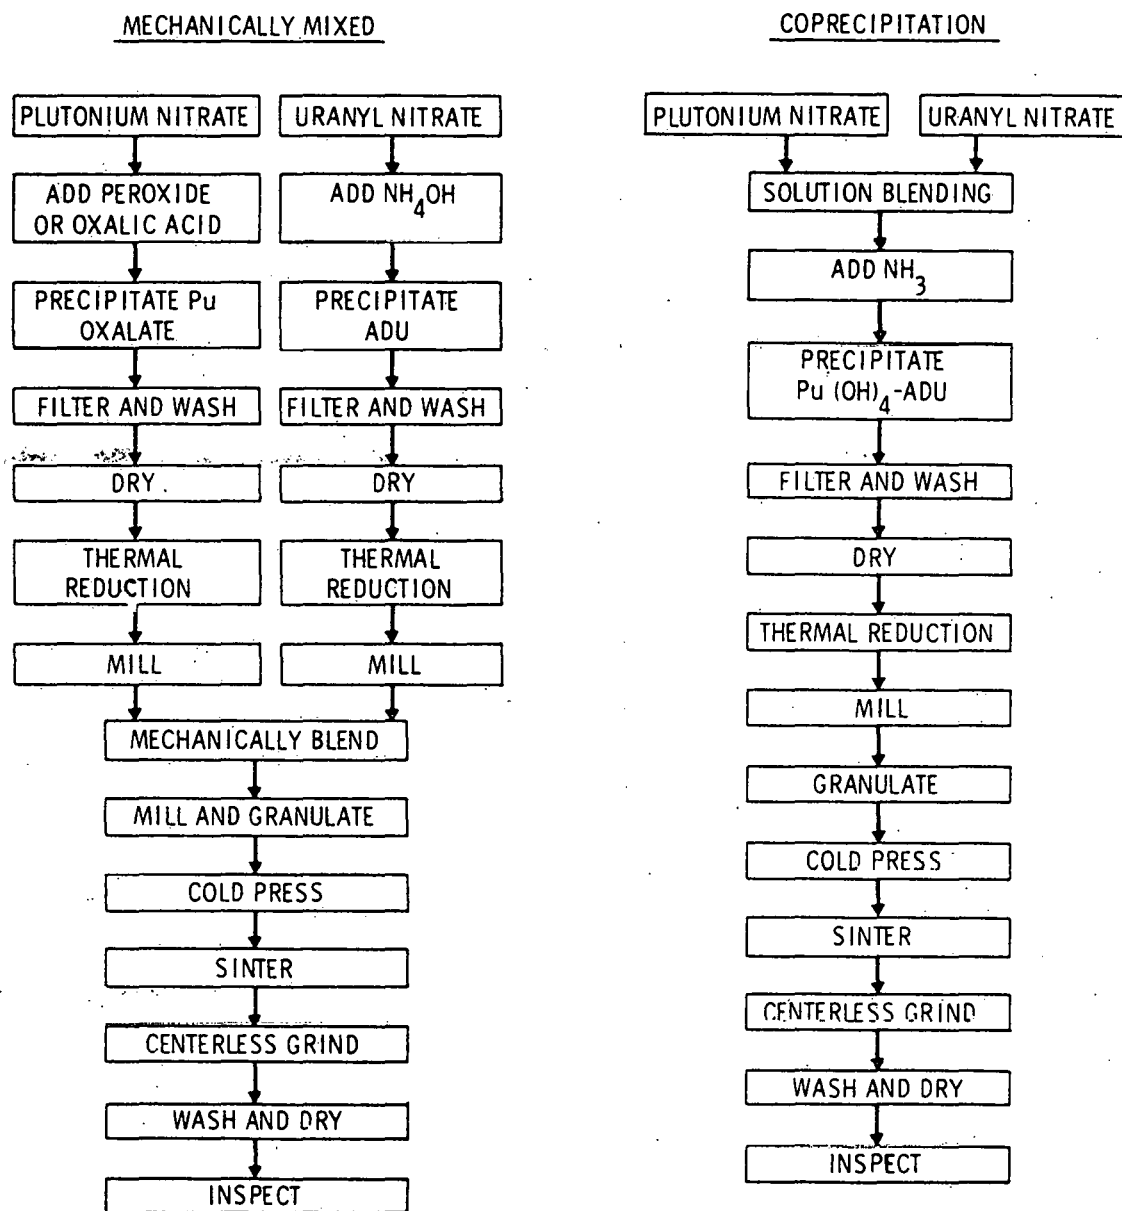 MECHANICALLY MIXED
PLUTONIUM NITRATE
ADD PEROXIDE
OR OXALIC ACID
PRECIPITATE Pu
OXALATE
FILTER AND WASH
DRY
THERMAL
REDUCTION
MILL
URANYL NITRATE
ADD NH4OH
PRECIPITATE
ADU
FILTER AND WASH
DRY
THERMAL
REDUCTION
MILL
MECHANICALLY BLEND
MILL AND GRANULATE
COLD PRESS
SINTER
CENTERLESS GRIND
WASH AND DRY
INSPECT
COPRECIPITATION
PLUTONIUM NITRATE
URANYL NITRATE
SOLUTION BLENDING
ADD NH3
PRECIPITATE
Pu (OH)4-ADU
FILTER AND WASH
DRY
THERMAL REDUCTION
MILL
GRANULATE
COLD PRESS
SINTER
CENTERLESS GRIND
WASH AND DRY
INSPECT